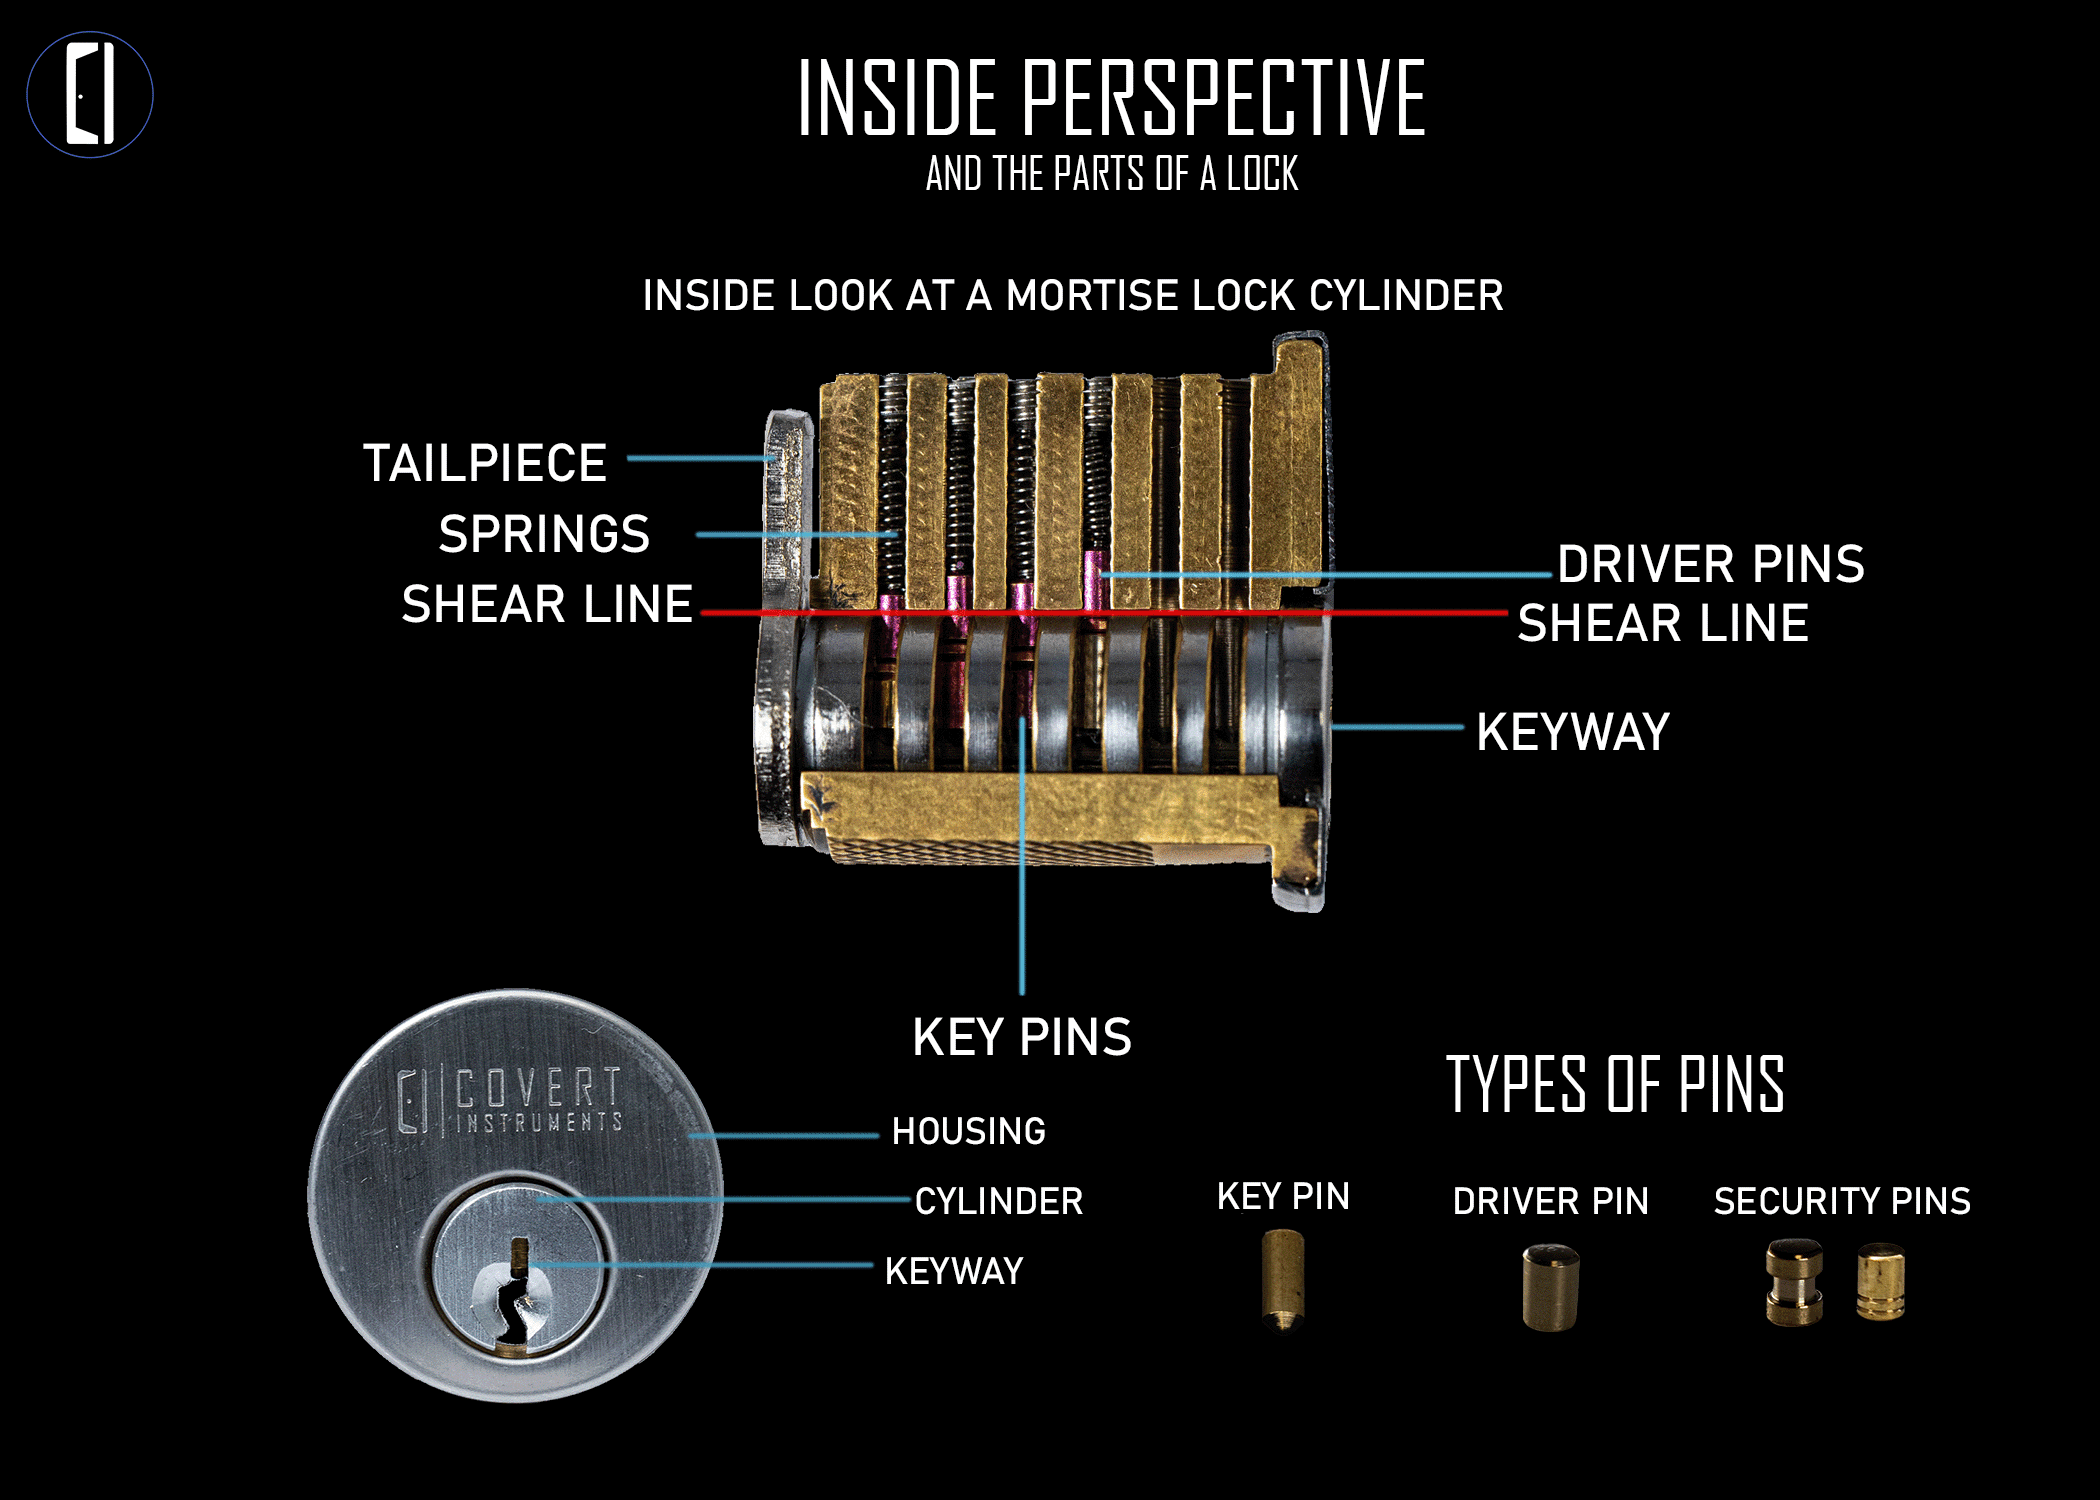 INSIDE PERSPECTIVE
AND THE PARTS OF A LOCK
INSIDE LOOK AT A MORTISE LOCK CYLINDER
TAILPIECE
SPRINGS
SHEAR LINE
DRIVER PINS
SHEAR LINE
KEYWAY
KEY PINS
COVERT
INSTRUMENTS
HOUSING
CYLINDER
KEYWAY
TYPES OF PINS
KEY PIN
DRIVER PIN
SECURITY PINS